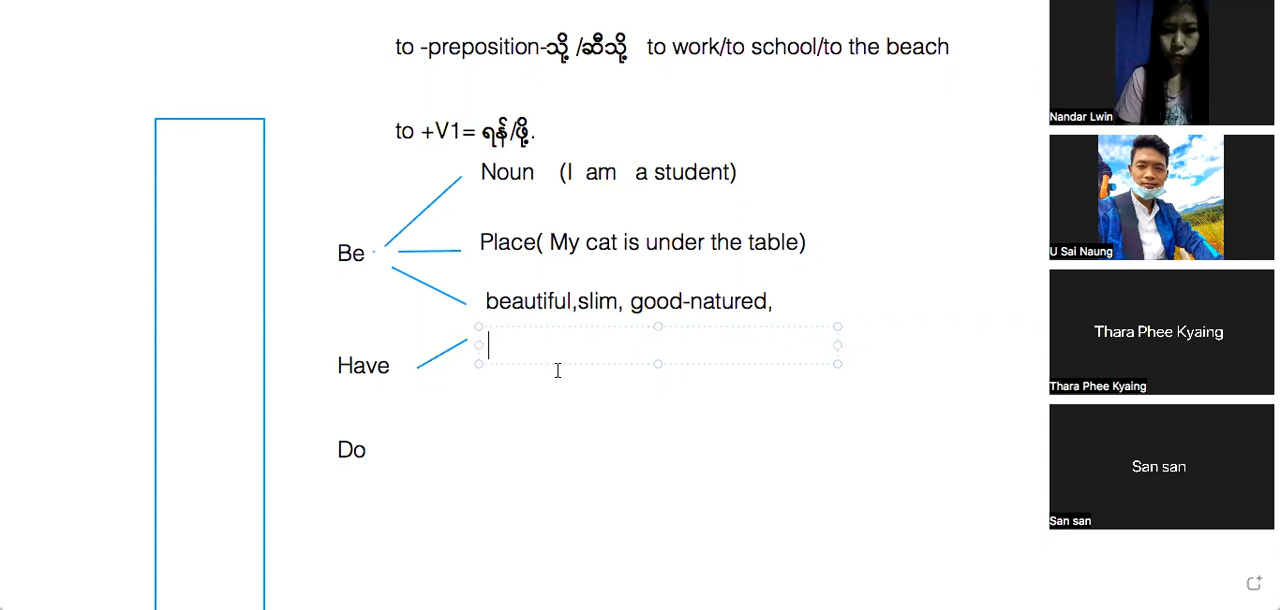 to -preposition-သို့ /ဆီသို့ to work/to school/to the beach
to +V1= ရန်/ဖို့.
Noun (I am a student)
Be
Place( My cat is under the table)
beautiful,slim, good-natured,
Have
Do
Nandar Lwin
U Sai Naung
Thara Phee Kyaing
Thara Phee Kyaing
San san
San san